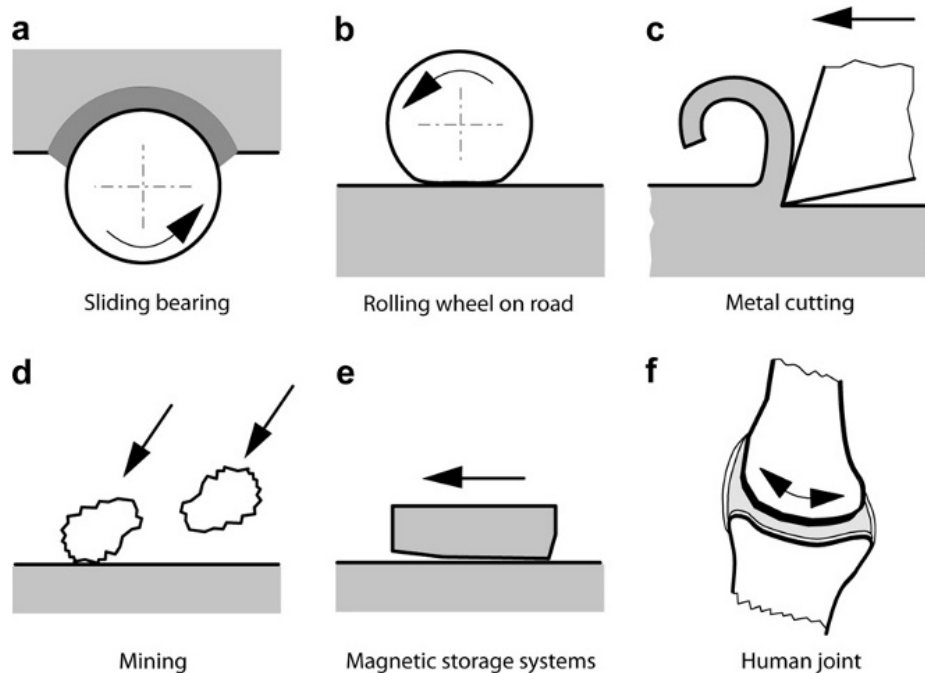 a
b
c
Sliding bearing
Rolling wheel on road
Metal cutting
d
e
f
Mining
Magnetic storage systems
Human joint